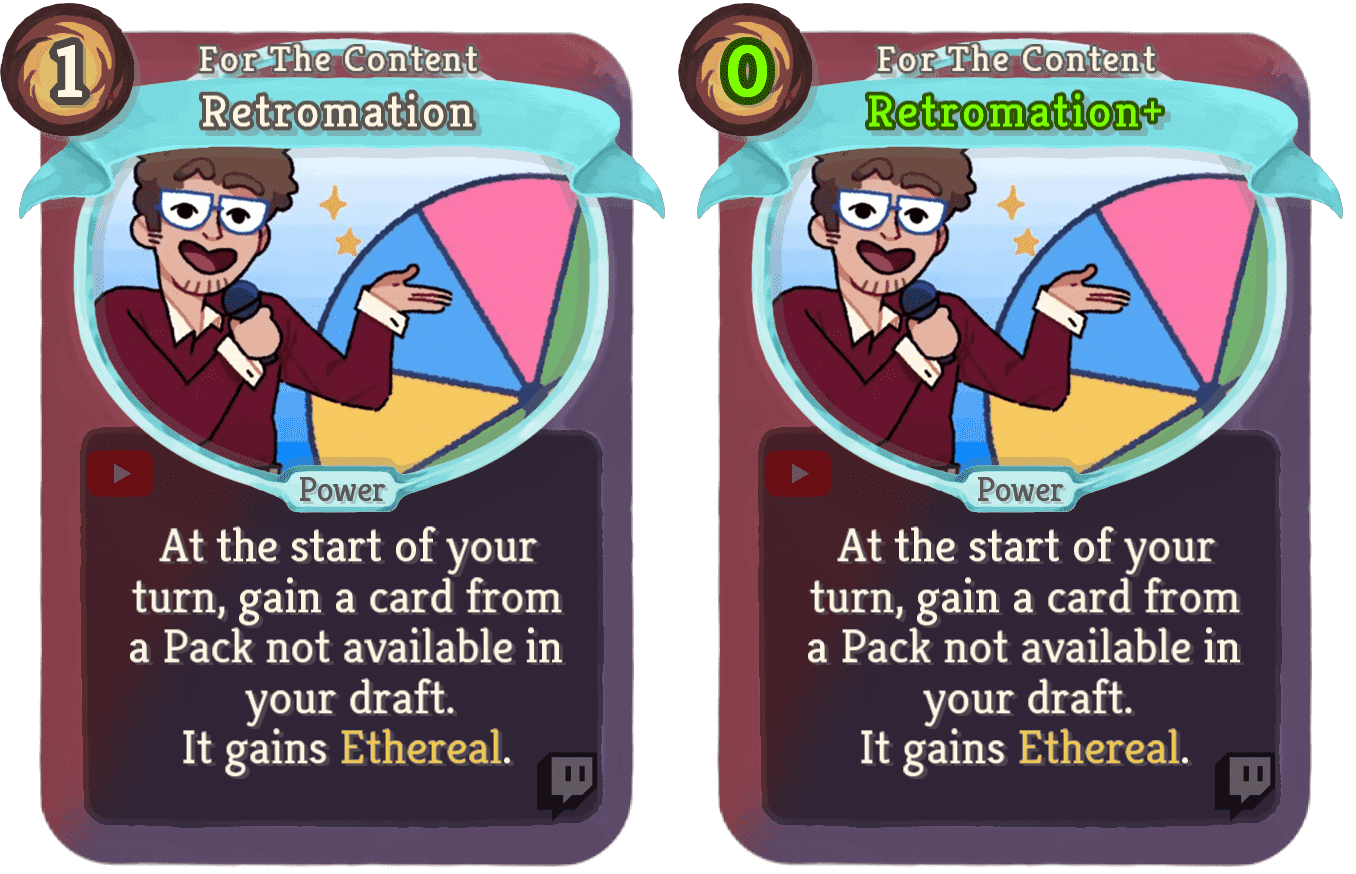 1
For The Content
Retromation
Power
At the start of your
turn, gain a card from
a Pack not available in
your draft.
It gains Ethereal.
0
For The Content
Retromation+
Power
At the start of your
turn, gain a card from
a Pack not available in
your draft.
It gains Ethereal.